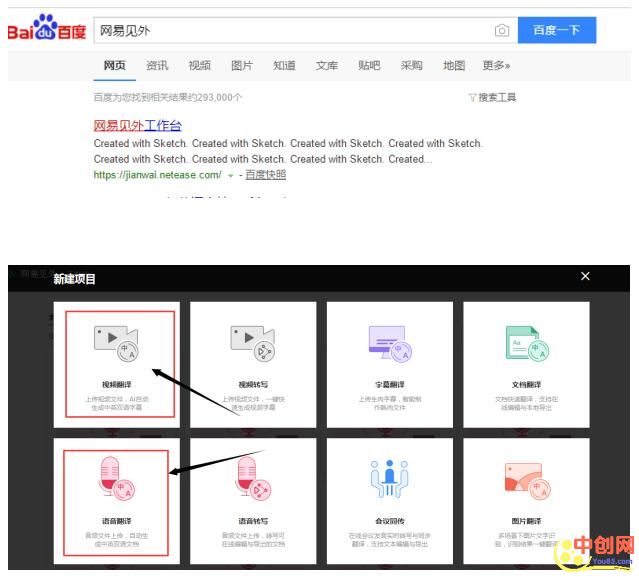 Bai du 百度
网易见外
百度一下
网页 资讯 视频 图片 知道 文库 贴吧 采购 地图 更多»
百度为您找到相关结果约293,000个
搜索工具
网易见外工作台
Created with Sketch. Created with Sketch. Created with Sketch. Created with Sketch.
Created with Sketch. Created with Sketch. Created with Sketch. Created...
https://jianwai.netease.com/ - 百度快照
新建项目
视频翻译
上传视频文件，AI自动
生成中英双语字幕
视频转写
上传视频文件，一键快
速生成视频字幕
字幕翻译
上传生肉字幕，智能制
作熟肉文件
文档翻译
文档快速翻译，支持在
线编辑与本地导出
语音翻译
音频文件上传，自动生
成中英双语文档
语音转写
音频文件上传，转写可
在线编辑与导出的文档
会议同传
在线会议发言实时转写与同步
翻译，支持文本编辑与导出
图片翻译
多场景下图片文字识
别，识别结果一键翻译
中创网
You85.com